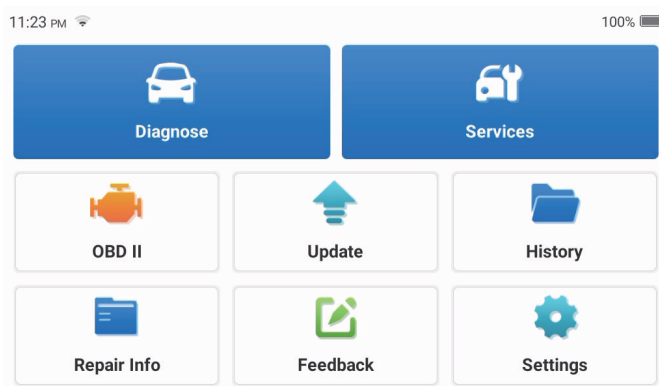 11:23 PM
100%
Diagnose
Services
OBD II
Update
History
Repair Info
Feedback
Settings